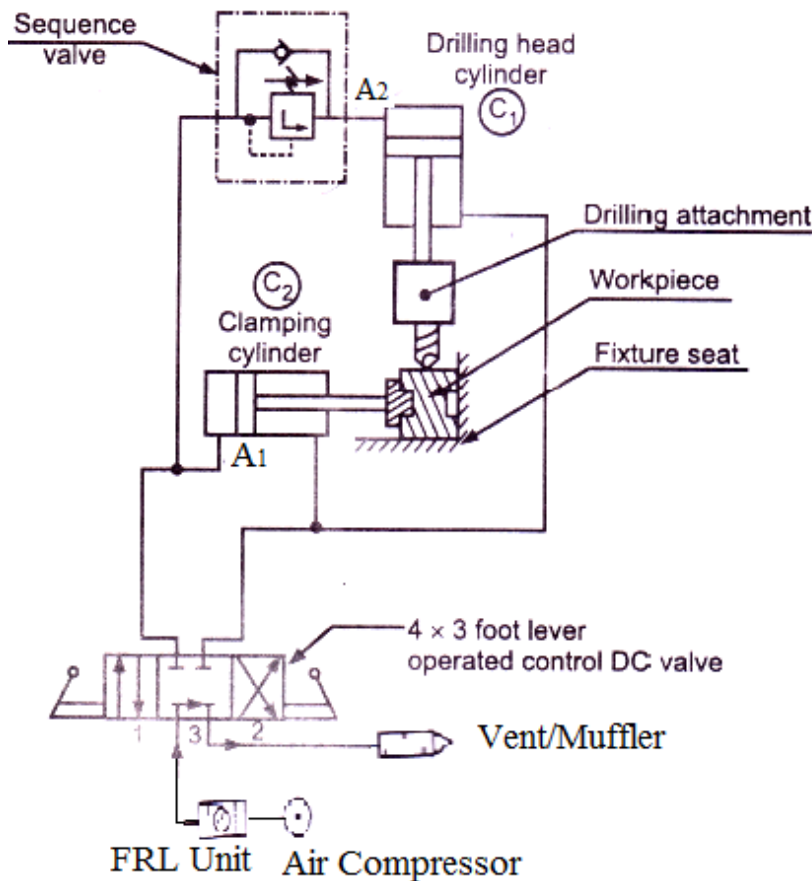 Sequence
valve
Drilling head
cylinder
A2
C1
Drilling attachment
C2
Workpiece
Clamping
cylinder
Fixture seat
A1
4 × 3 foot lever
operated control DC valve
1
3
2
Vent/Muffler
FRL Unit
Air Compressor